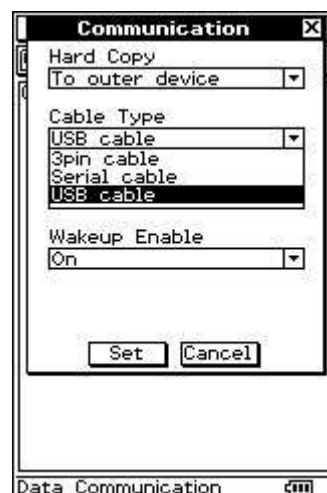 Communication X
Hard Copy
To outer device
Cable Type
USB cable
3pin cable
Serial cable
USB cable
Wakeup Enable
On
Set Cancel
Data Communication